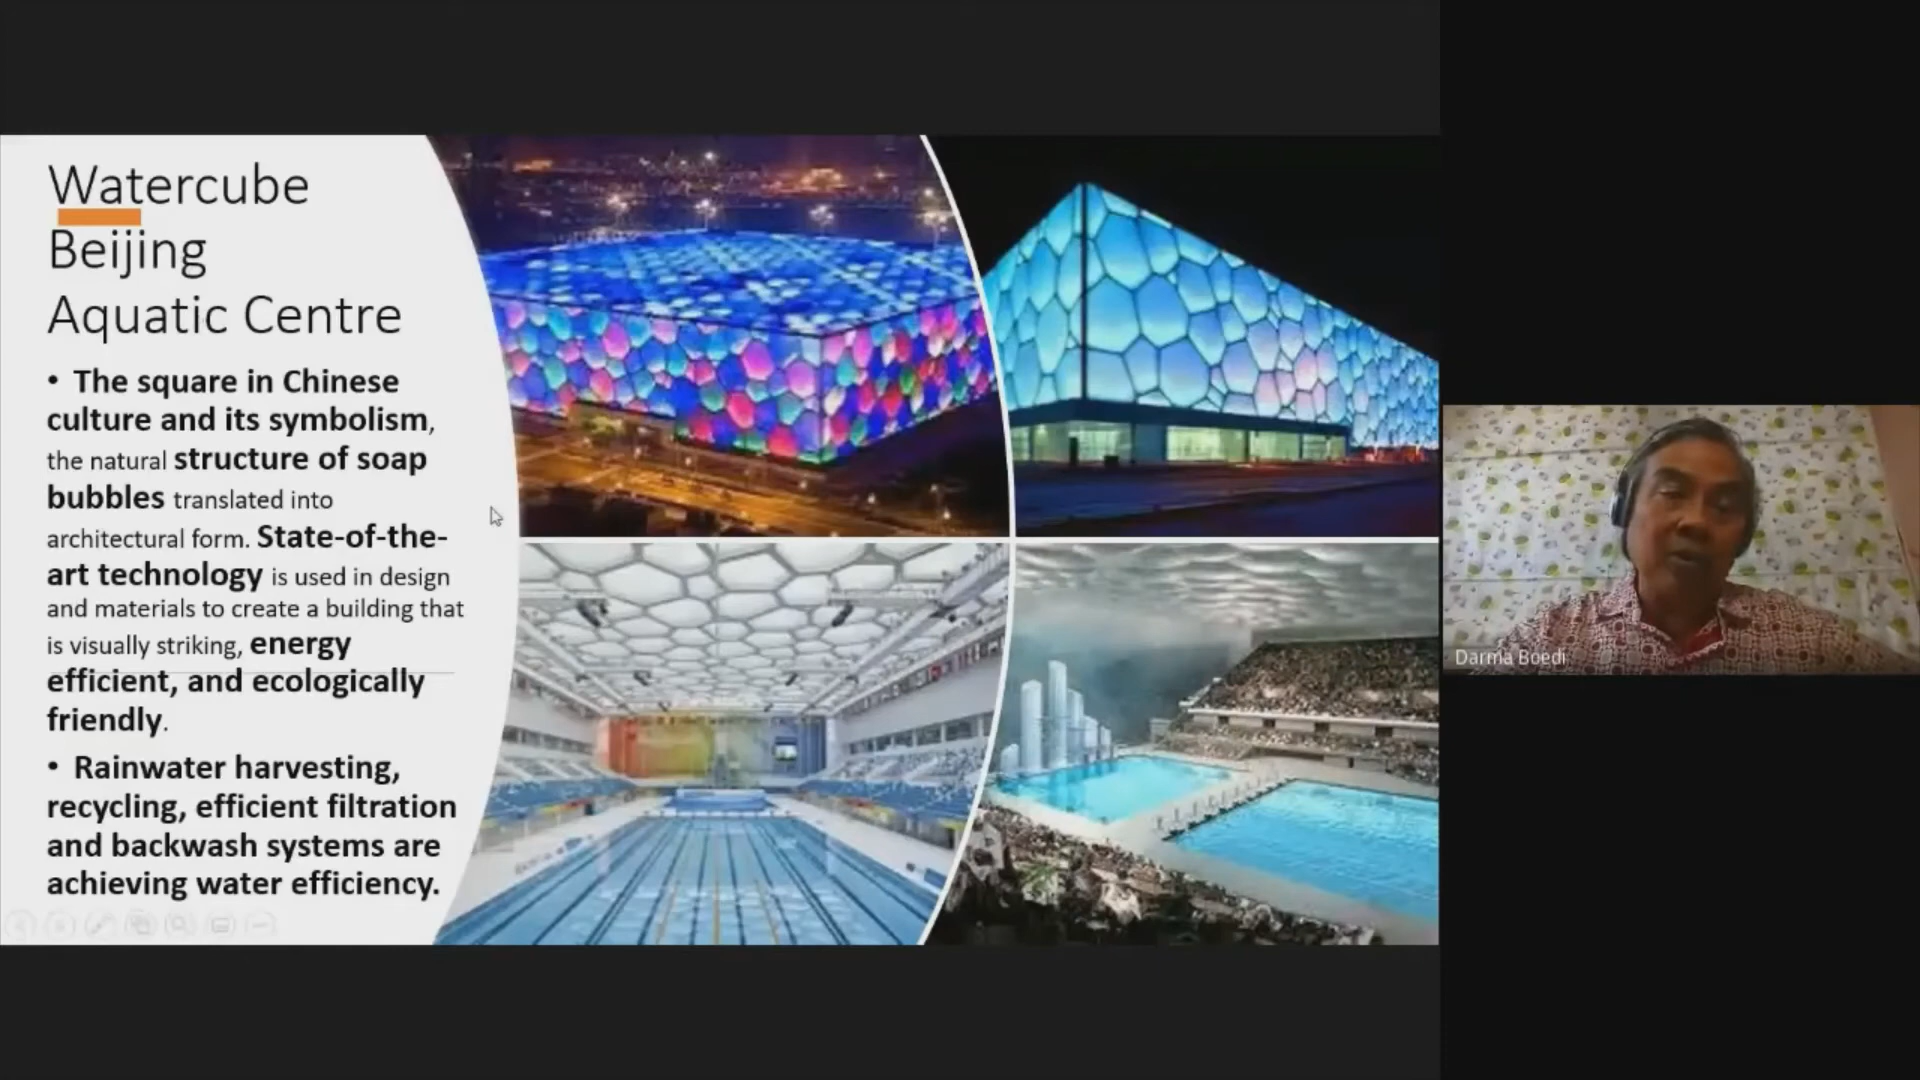 Watercube
Beijing
Aquatic Centre
• The square in Chinese
culture and its symbolism,
the natural structure of soap
bubbles translated into
architectural form. State-of-the-
art technology is used in design
and materials to create a building that
is visually striking, energy
efficient, and ecologically
friendly.
• Rainwater harvesting,
recycling, efficient filtration
and backwash systems are
achieving water efficiency.
Darma Boedi